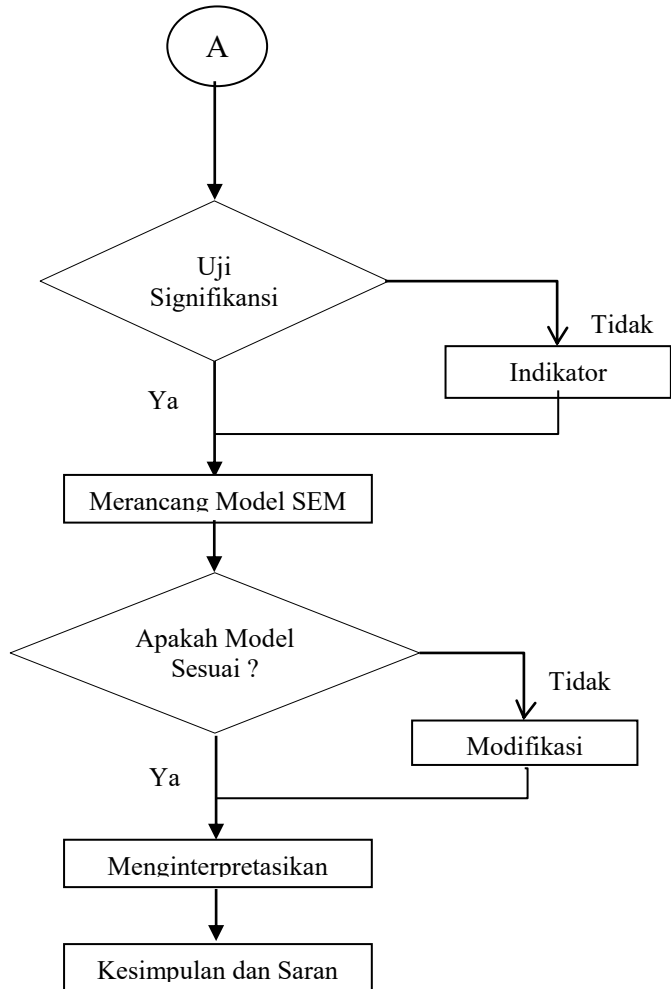 A
Uji
Signifikansi
Tidak
Indikator
Ya
Merancang Model SEM
Apakah Model
Sesuai ?
Tidak
Modifikasi
Ya
Menginterpretasikan
Kesimpulan dan Saran